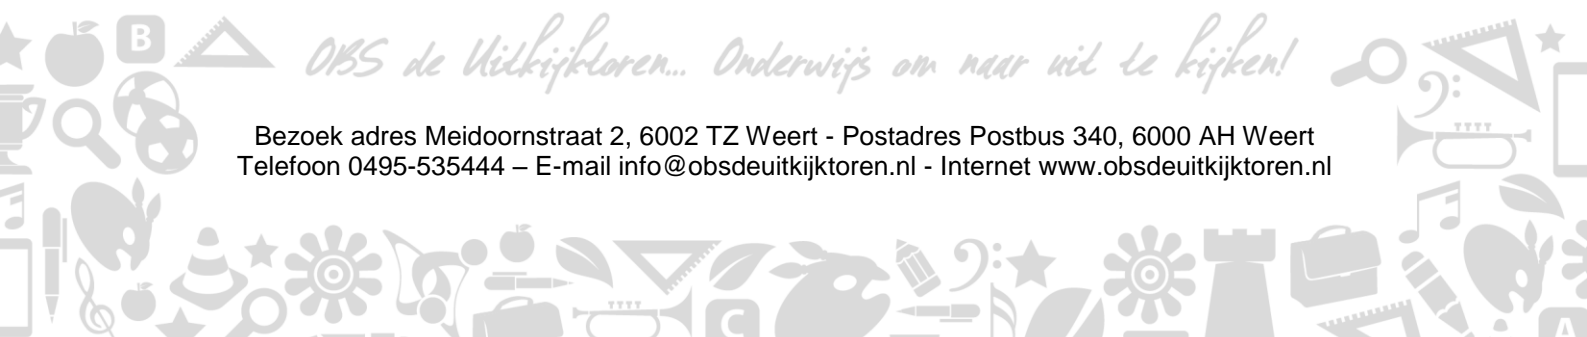 B
OBS de Uitkijktoren... Onderwijs om naar uit te kijken!
Bezoek adres Meidoornstraat 2, 6002 TZ Weert - Postadres Postbus 340, 6000 AH Weert
Telefoon 0495-535444 – E-mail info@obsdeuitkijktoren.nl - Internet www.obsdeuitkijktoren.nl
C
A